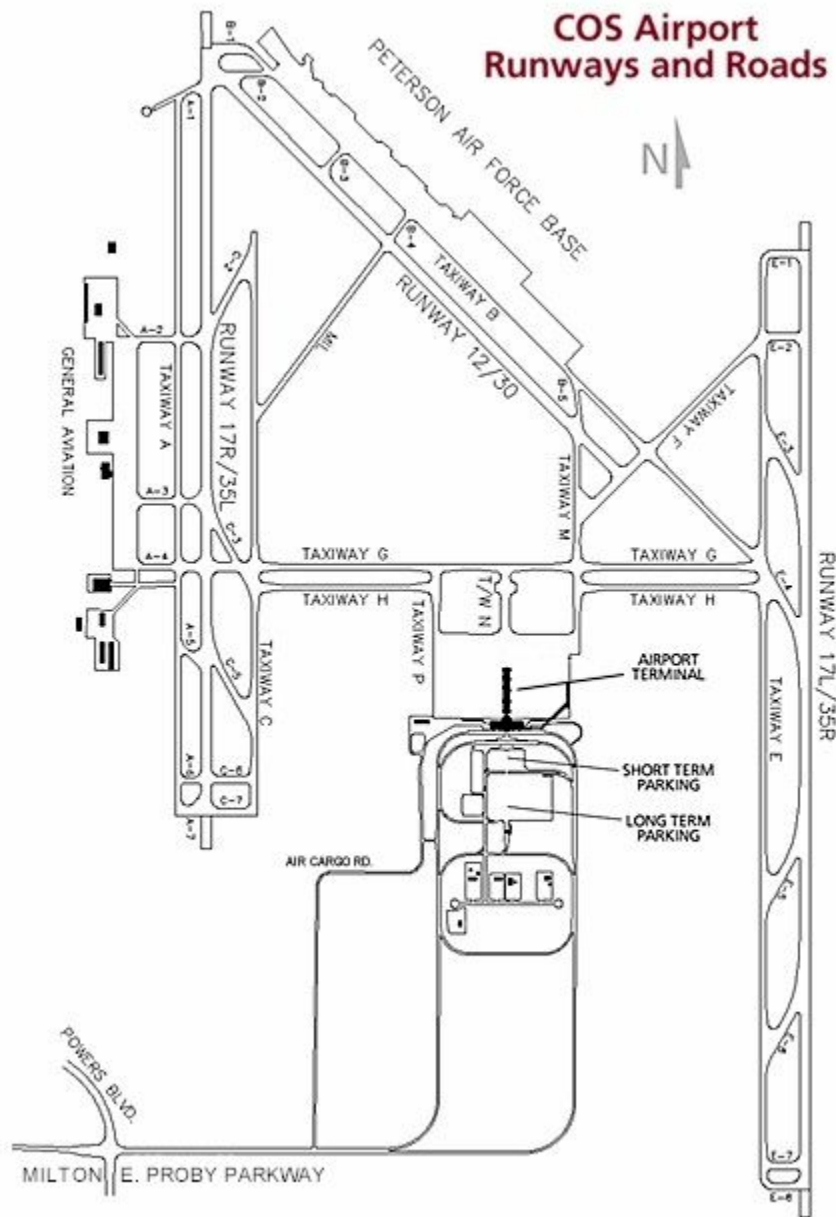 COS Airport
Runways and Roads
N
PETERSON AIR FORCE BASE
B-1
B-2
B-3
B-4
B-5
A-1
TAXIWAY B
RUNWAY 12/30
E-1
E-2
E-3
E-4
A-2
MIL
GENERAL AVIATION
TAXIWAY A
RUNWAY 17R/35L
TAXIWAY F
A-3
TAXIWAY M
C-3
A-4
TAXIWAY G
TAXIWAY G
TAXIWAY H
T/W N
TAXIWAY H
RUNWAY 17L/35R
A-5
TAXIWAY P
C-5
TAXIWAY C
AIRPORT
TERMINAL
TAXIWAY E
A-6
C-6
C-7
A-7
SHORT TERM
PARKING
LONG TERM
PARKING
AIR CARGO RD.
POWERS BLVD.
MILTON E. PROBY PARKWAY
E-7